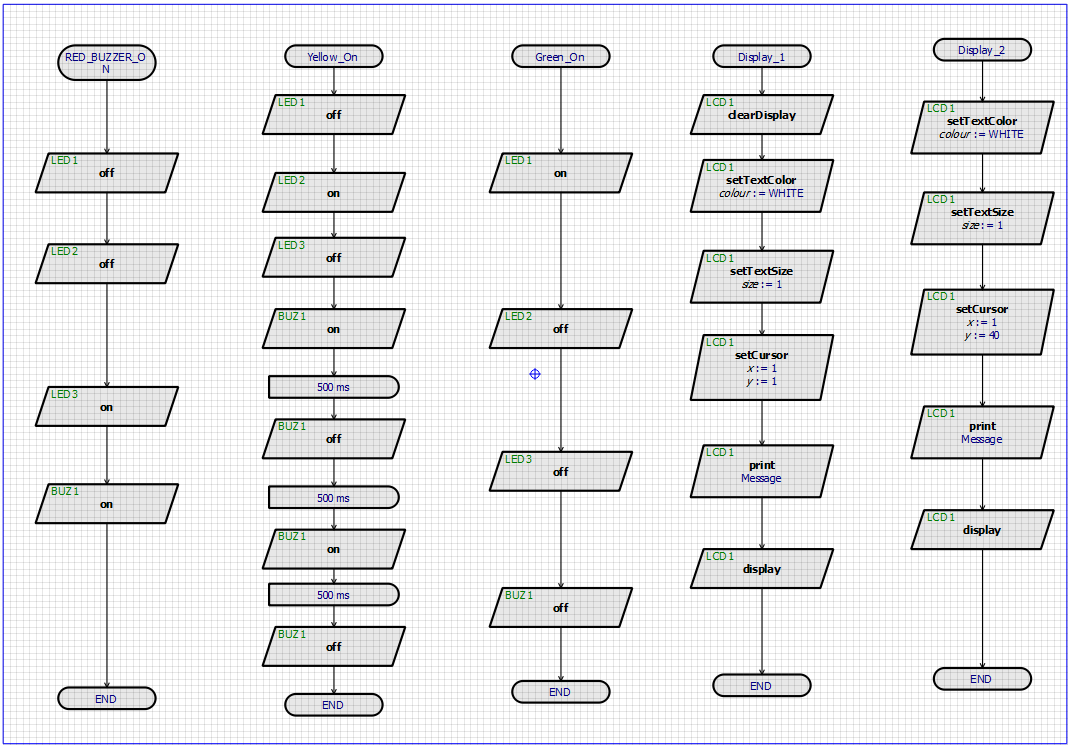 RED_BUZZER_O
N
LED1
off
LED2
off
LED3
on
BUZ1
on
END
Yellow_On
LED1
off
LED2
on
LED3
off
BUZ1
on
500 ms
BUZ1
off
500 ms
BUZ1
on
500 ms
BUZ1
off
END
Green_On
LED1
on
LED2
off
LED3
off
BUZ1
off
END
Display_1
LCD1
clearDisplay
LCD1
setTextColor
colour := WHITE
LCD1
setTextSize
size := 1
LCD1
setCursor
x := 1
y := 1
LCD1
print
Message
LCD1
display
END
Display_2
LCD1
setTextColor
colour := WHITE
LCD1
setTextSize
size := 1
LCD1
setCursor
x := 1
y := 40
LCD1
print
Message
LCD1
display
END